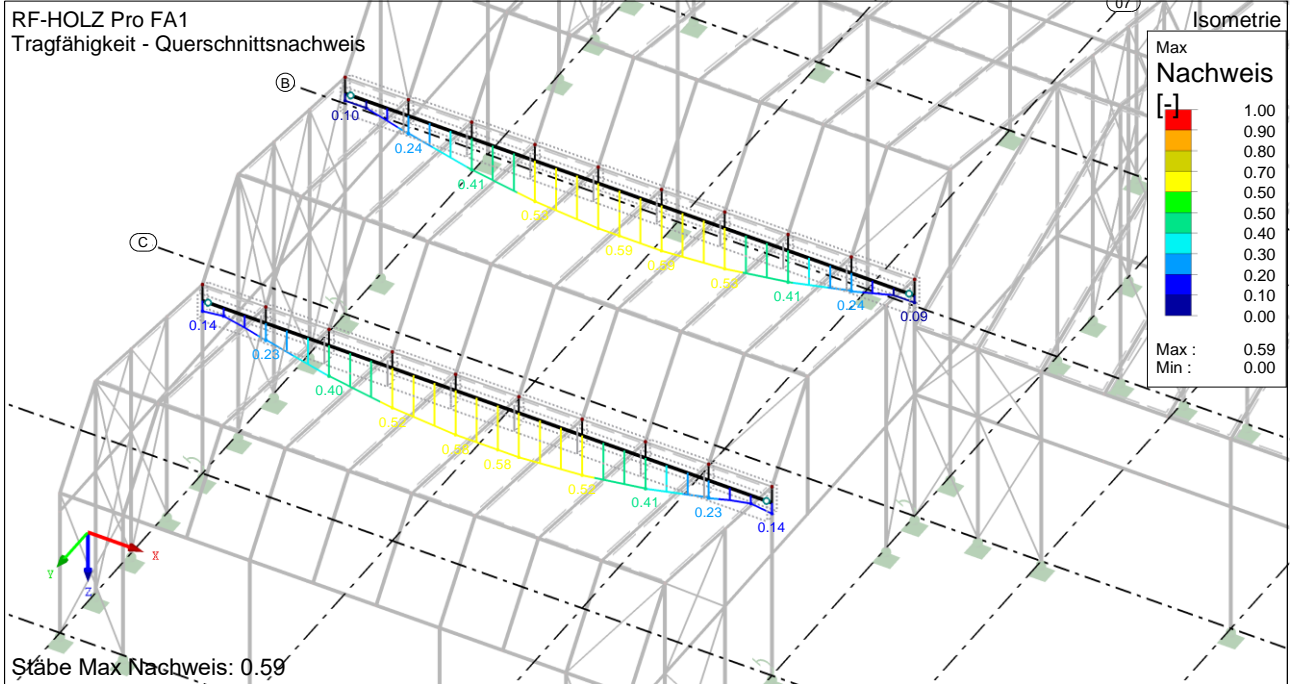 RF-HOLZ Pro FA1
Tragfähigkeit - Querschnittsnachweis
Isometrie
07
Max
Nachweis
[-]
1.00
0.90
0.80
0.70
0.50
0.50
0.40
0.30
0.20
0.10
0.00
Max : 0.59
Min : 0.00
B
0.10
0.24
0.41
0.59
0.53
0.41
0.24
0.09
C
0.14
0.23
0.40
0.52
0.58
0.41
0.23
0.14
X
Y
Z
Stäbe Max Nachweis: 0.59